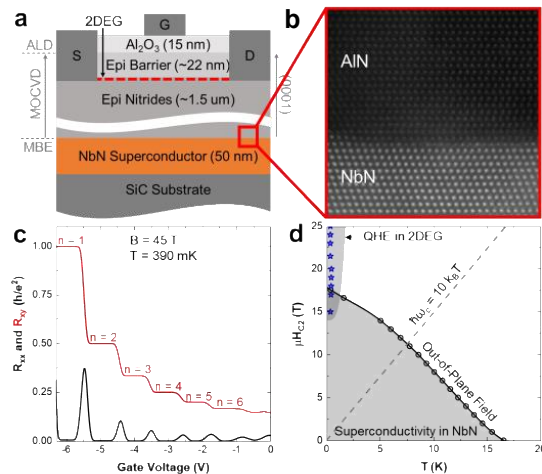 a
2DEG
G
ALD
S
Al₂O₃ (15 nm)
D
Epi Barrier (~22 nm)
MOCVD
Epi Nitrides (~1.5 um)
(0001)
MBE
NbN Superconductor (50 nm)
SiC Substrate
b
AlN
NbN
c
n = 1
B = 45 T
T = 390 mK
n = 2
n = 3
n = 4
n = 5
n = 6
Rxx and Rxy (h/e²)
1.00
0.75
0.50
0.25
0.00
-6 -5 -4 -3 -2 -1 0
Gate Voltage (V)
d
QHE in 2DEG
ħωc = 10 kBT
Out-of-Plane Field
Superconductivity in NbN
μHC2 (T)
25
20
15
10
5
0
0 5 10 15
T (K)